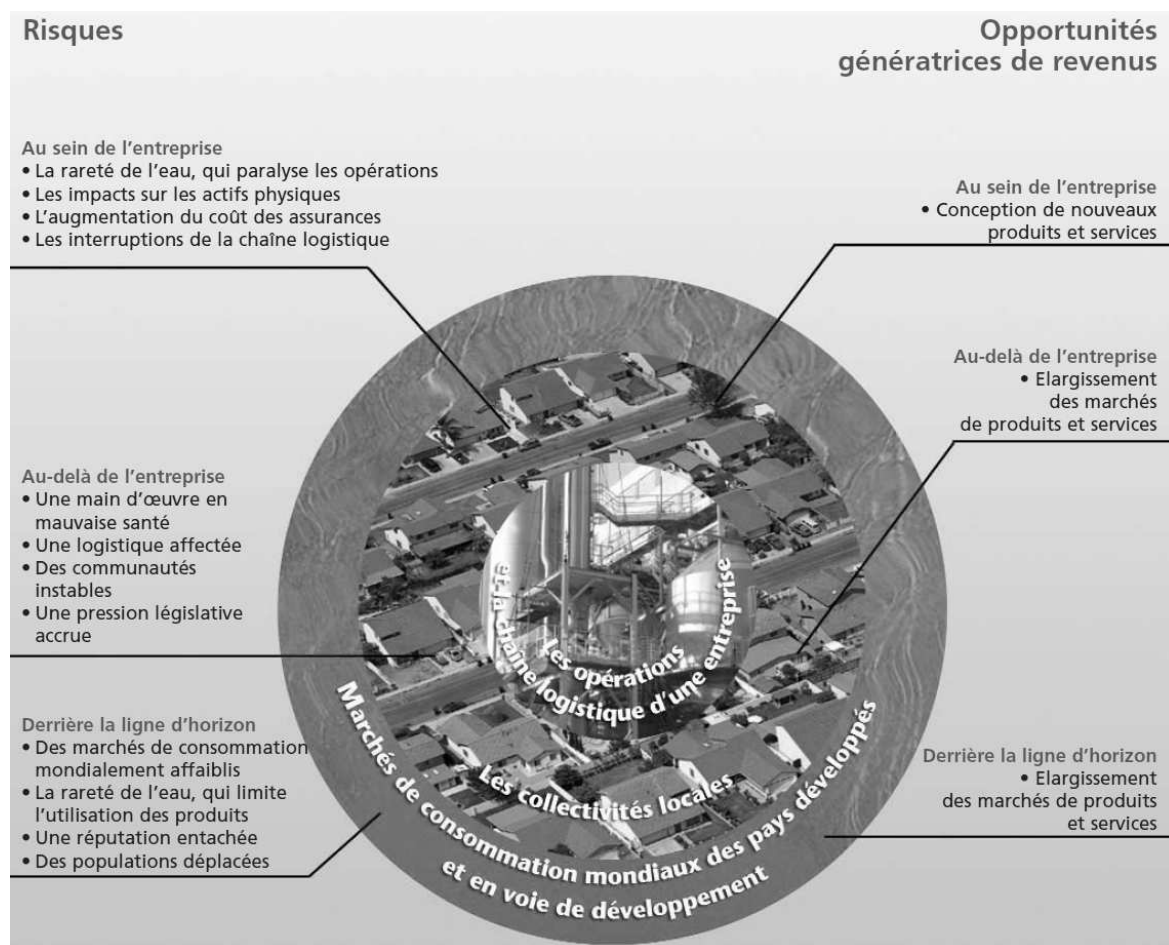 Risques
Au sein de l’entreprise
• La rareté de l’eau, qui paralyse les opérations
• Les impacts sur les actifs physiques
• L’augmentation du coût des assurances
• Les interruptions de la chaîne logistique
Au-delà de l’entreprise
• Une main d’œuvre en
mauvaise santé
• Une logistique affectée
• Des communautés
instables
• Une pression législative
accrue
Derrière la ligne d’horizon
• Des marchés de consommation
mondialement affaiblis
• La rareté de l’eau, qui limite
l’utilisation des produits
• Une réputation entachée
• Des populations déplacées
Opportunités
génératrices de revenus
Au sein de l’entreprise
• Conception de nouveaux
produits et services
Au-delà de l’entreprise
• Elargissement
des marchés
de produits et services
Derrière la ligne d’horizon
• Elargissement
des marchés de produits
et services
Les opérations
et la chaîne logistique d’une entreprise
Les collectivités locales
Marchés de consommation mondiaux des pays développés
et en voie de développement